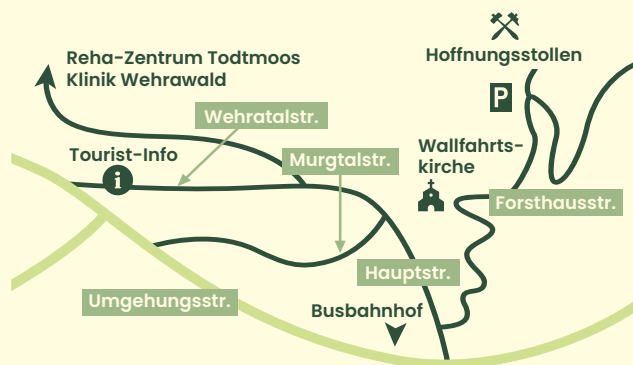 Hoffnungsstollen
P
Reha-Zentrum Todtmoos
Klinik Wehrawald
Wehratalstr.
Tourist-Info
i
Murgtalstr.
Wallfahrts-
kirche
Forsthausstr.
Hauptstr.
Umgehungsstr.
Busbahnhof